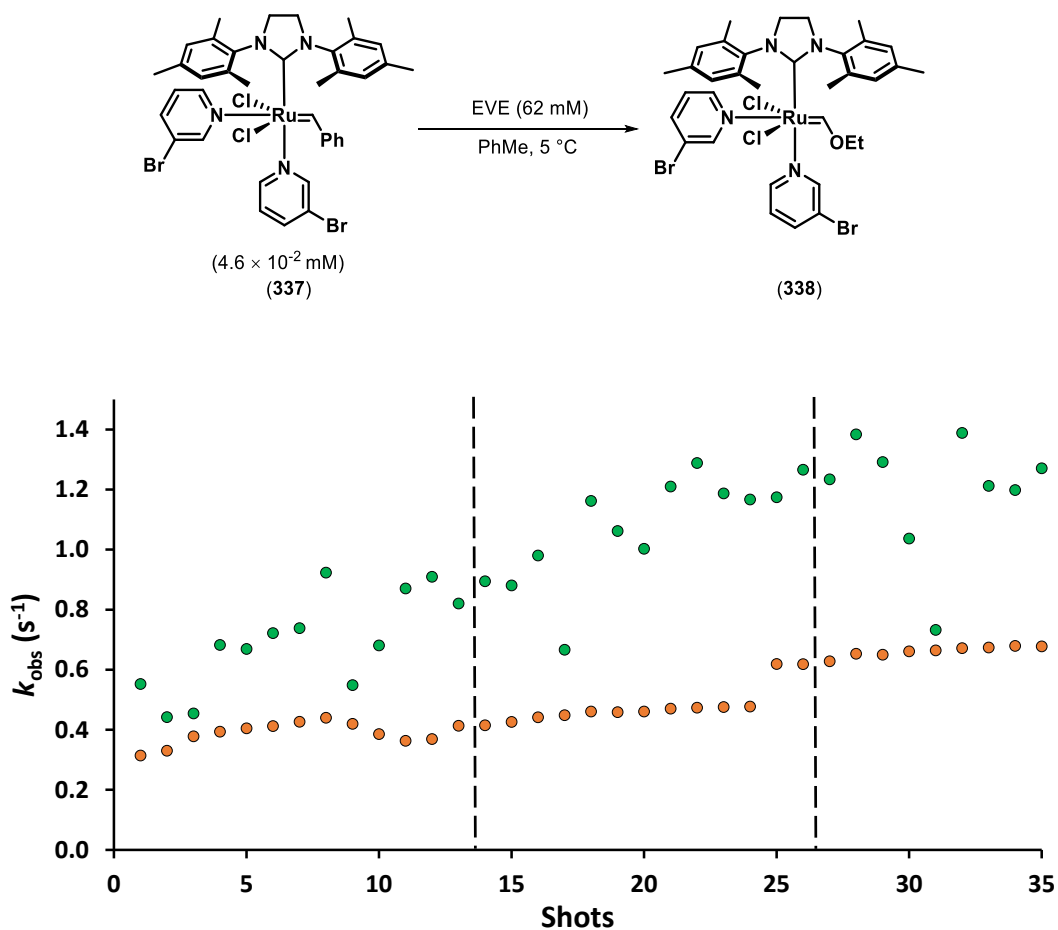 N N
Cl
N Ru
Cl
Ph
Br
N
Br
(4.6 × 10⁻² mM)
(337)
EVE (62 mM)
PhMe, 5 °C
N N
Cl
N Ru
Cl
OEt
Br
N
Br
(338)
1.4
1.2
1.0
0.8
0.6
0.4
0.2
0.0
kobs (s⁻¹)
0 5 10 15 20 25 30 35
Shots